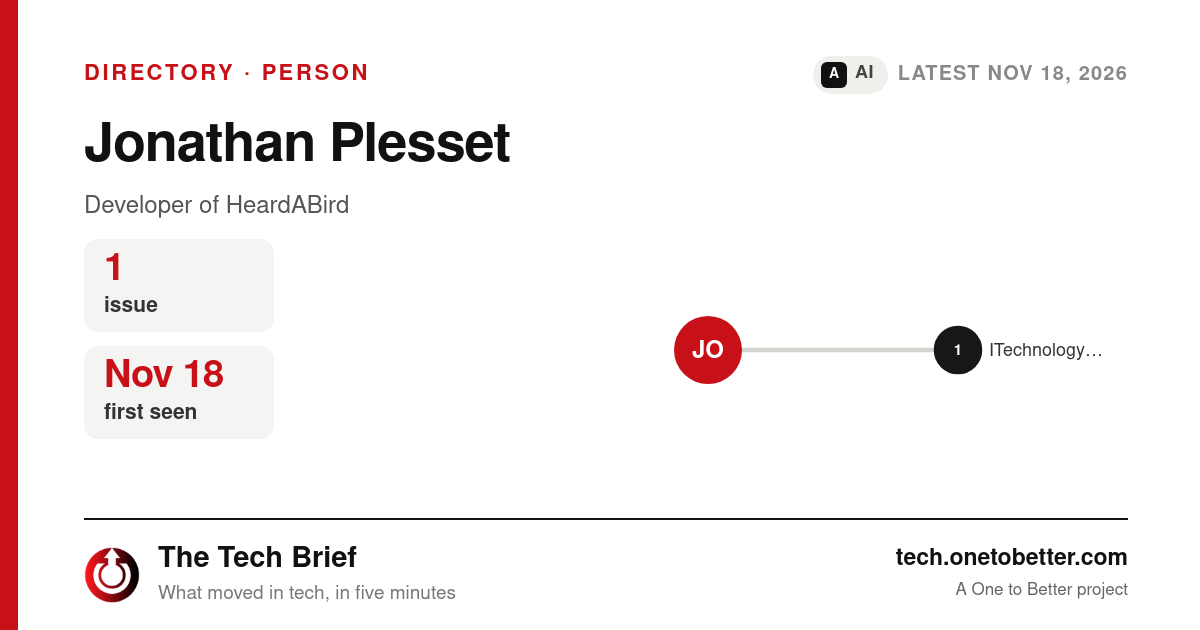 DIRECTORY · PERSON
A AI LATEST NOV 18, 2026
Jonathan Plesset
Developer of HeardABird
1
issue
Nov 18
first seen
JO
1 ITechnology…
The Tech Brief
What moved in tech, in five minutes
tech.onetobetter.com
A One to Better project